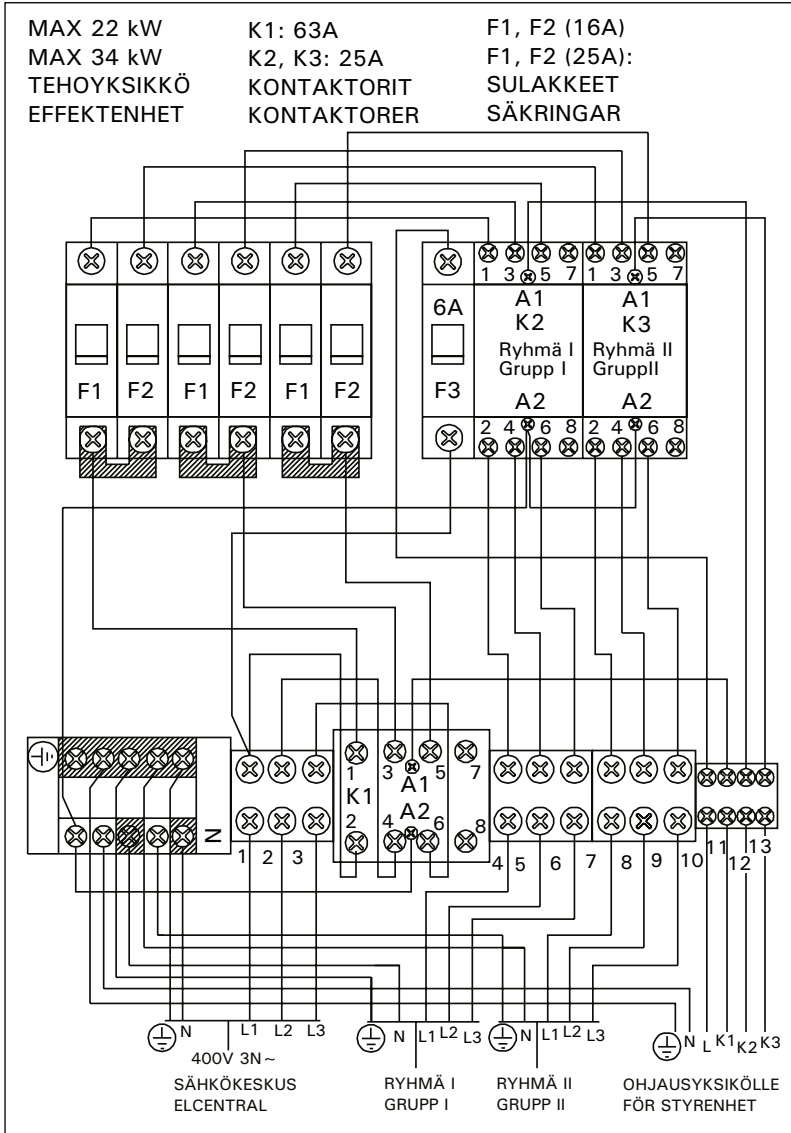 MAX 22 kW K1: 63A F1, F2 (16A)
MAX 34 kW K2, K3: 25A F1, F2 (25A):
TEHOYKSIKKÖ KONTAKTORIT SULAKKEET
EFFEKTENHET KONTAKTORER SÄKRINGAR
1 3 5 7 1 3 5 7
6A A1 A1
K2 K3
Ryhmä I Ryhmä II
F1 F2 F1 F2 F1 F2 F3 Grupp I GruppII
A2 A2
2 4 6 8 2 4 6 8
1 3 5 7
K1 A1
N 2 4 A2 6 8
1 2 3 4 5 6 7 8 9 10 11 12 13
N L1 L2 L3 N L1 L2 L3 N L1 L2 L3 N L K1 K2 K3
400V 3N~
SÄHKÖKESKUS RYHMÄ I RYHMÄ II OHJAUSYKSIKÖLLE
ELCENTRAL GRUPP I GRUPP II FÖR STYRENHET